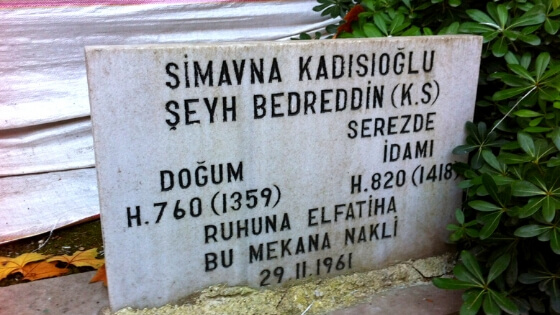 SİMAVNA KADISIOĞLU
ŞEYH BEDREDDİN (K.S)
SEREZDE
DOĞUM İDAMI
H.760 (1359) H.820 (1418)
RUHUNA ELFATİHA
BU MEKANA NAKLİ
29.11.1961